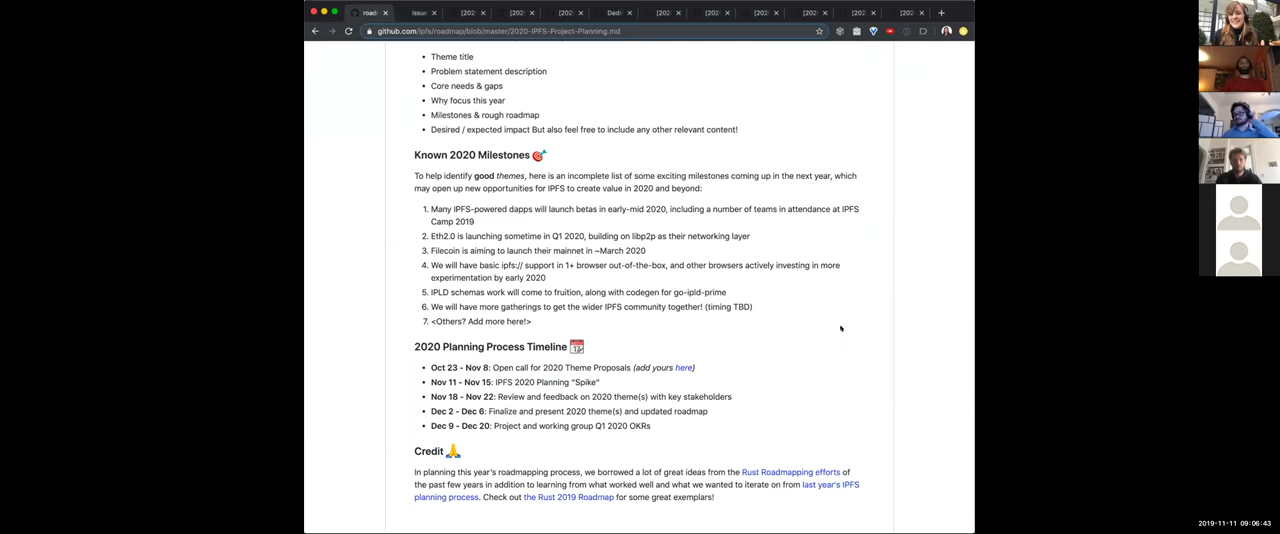 road
Issue
[202
[202
[202
Dedi
[202
[202
[202
[202
[202
[202
github.com/ipfs/roadmap/blob/master/2020-IPFS-Project-Planning.md
• Theme title
• Problem statement description
• Core needs & gaps
• Why focus this year
• Milestones & rough roadmap
• Desired / expected impact But also feel free to include any other relevant content!
Known 2020 Milestones 🎯
To help identify good themes, here is an incomplete list of some exciting milestones coming up in the next year, which
may open up new opportunities for IPFS to create value in 2020 and beyond:
1. Many IPFS-powered dapps will launch betas in early-mid 2020, including a number of teams in attendance at IPFS
Camp 2019
2. Eth2.0 is launching sometime in Q1 2020, building on libp2p as their networking layer
3. Filecoin is aiming to launch their mainnet in ~March 2020
4. We will have basic ipfs:// support in 1+ browser out-of-the-box, and other browsers actively investing in more
experimentation by early 2020
5. IPLD schemas work will come to fruition, along with codegen for go-ipld-prime
6. We will have more gatherings to get the wider IPFS community together! (timing TBD)
7. <Others? Add more here!>
2020 Planning Process Timeline 📆
• Oct 23 - Nov 8: Open call for 2020 Theme Proposals (add yours here)
• Nov 11 - Nov 15: IPFS 2020 Planning “Spike”
• Nov 18 - Nov 22: Review and feedback on 2020 theme(s) with key stakeholders
• Dec 2 - Dec 6: Finalize and present 2020 theme(s) and updated roadmap
• Dec 9 - Dec 20: Project and working group Q1 2020 OKRs
Credit 🙏
In planning this year's roadmapping process, we borrowed a lot of great ideas from the Rust Roadmapping efforts of
the past few years in addition to learning from what worked well and what we wanted to iterate on from last year's IPFS
planning process. Check out the Rust 2019 Roadmap for some great exemplars!
2019-11-11 09:06:43